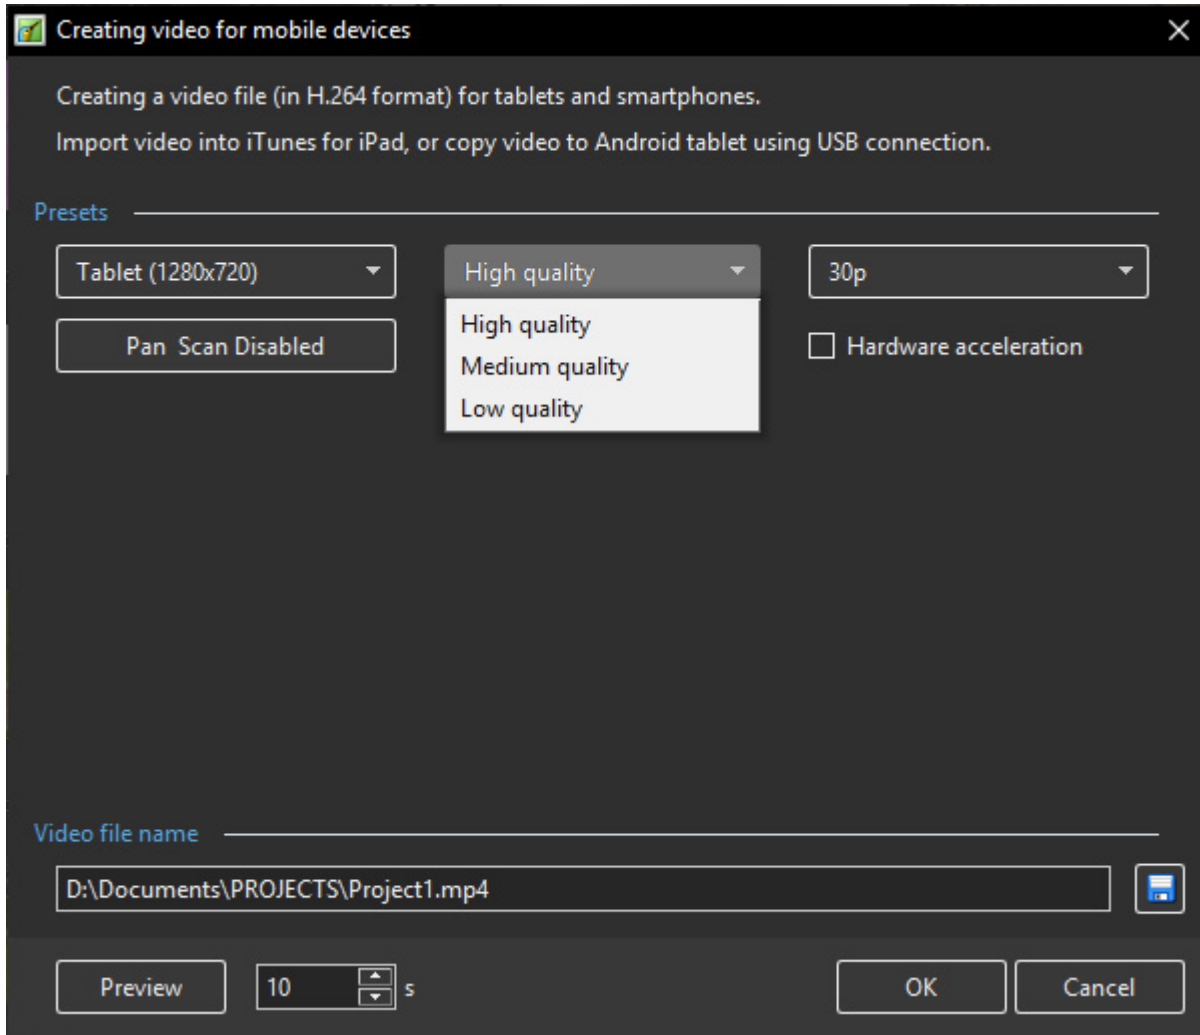 Creating video for mobile devices
Creating a video file (in H.264 format) for tablets and smartphones.
Import video into iTunes for iPad, or copy video to Android tablet using USB connection.
Presets
Tablet (1280x720)
High quality
30p
Pan Scan Disabled
High quality
Medium quality
Low quality
Hardware acceleration
Video file name
D:\Documents\PROJECTS\Project1.mp4
Preview
10
s
OK
Cancel